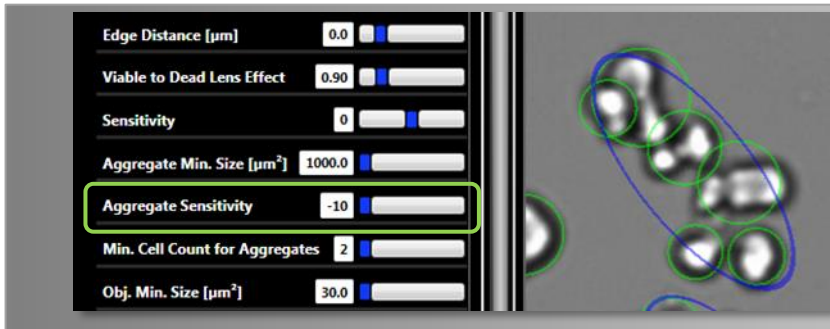 Edge Distance [µm] 0.0
Viable to Dead Lens Effect 0.90
Sensitivity 0
Aggregate Min. Size [µm²] 1000.0
Aggregate Sensitivity -10
Min. Cell Count for Aggregates 2
Obj. Min. Size [µm²] 30.0